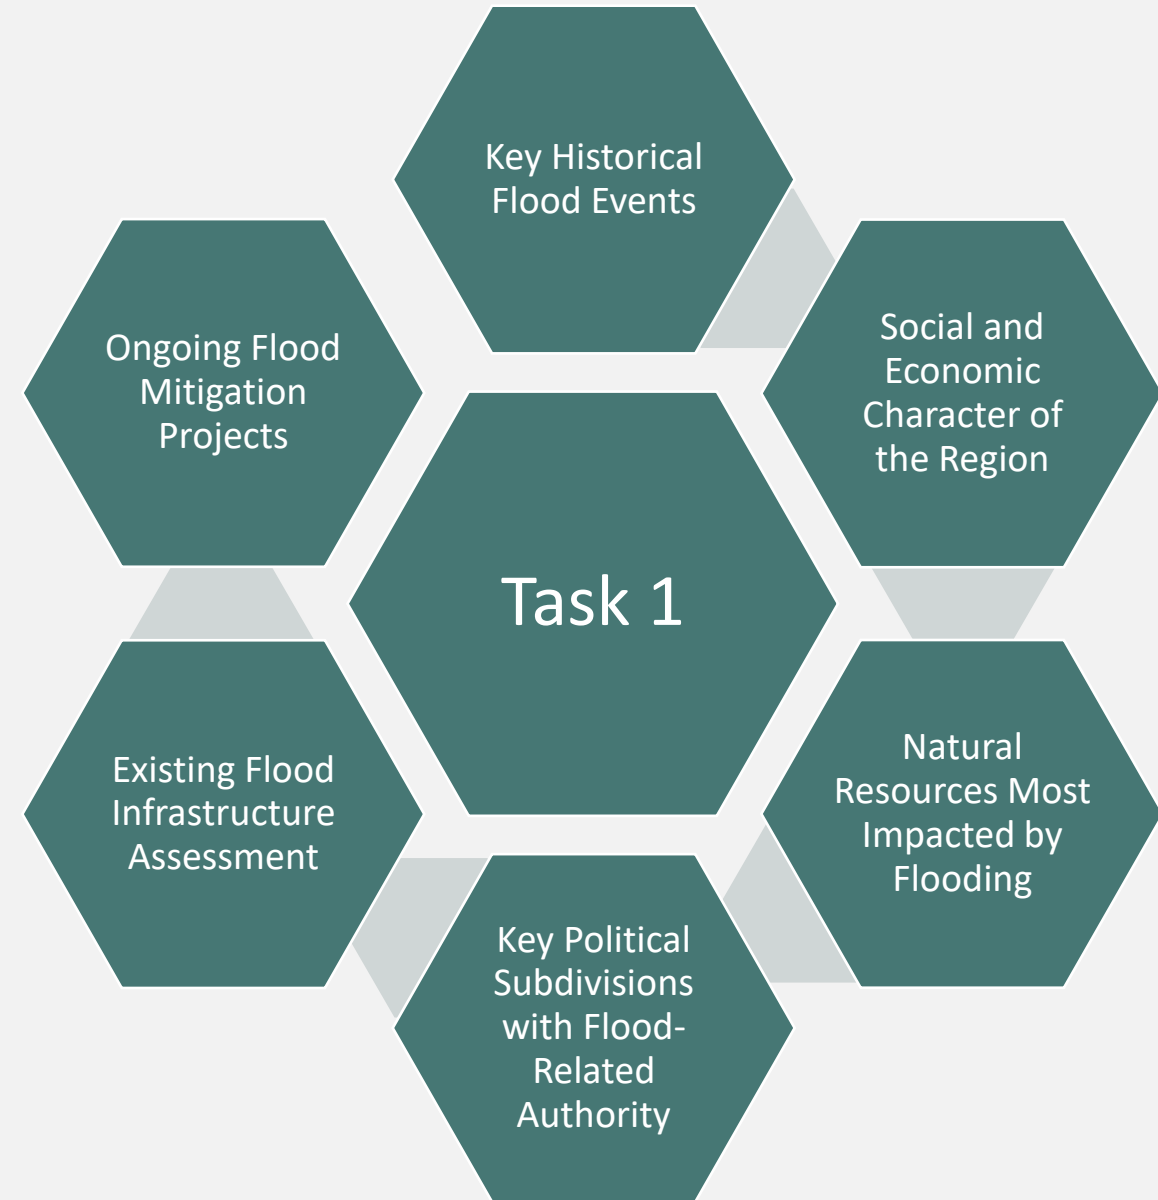 Key Historical
Flood Events
Social and
Economic
Character of
the Region
Natural
Resources Most
Impacted by
Flooding
Key Political
Subdivisions
with Flood-
Related
Authority
Existing Flood
Infrastructure
Assessment
Ongoing Flood
Mitigation
Projects
Task 1